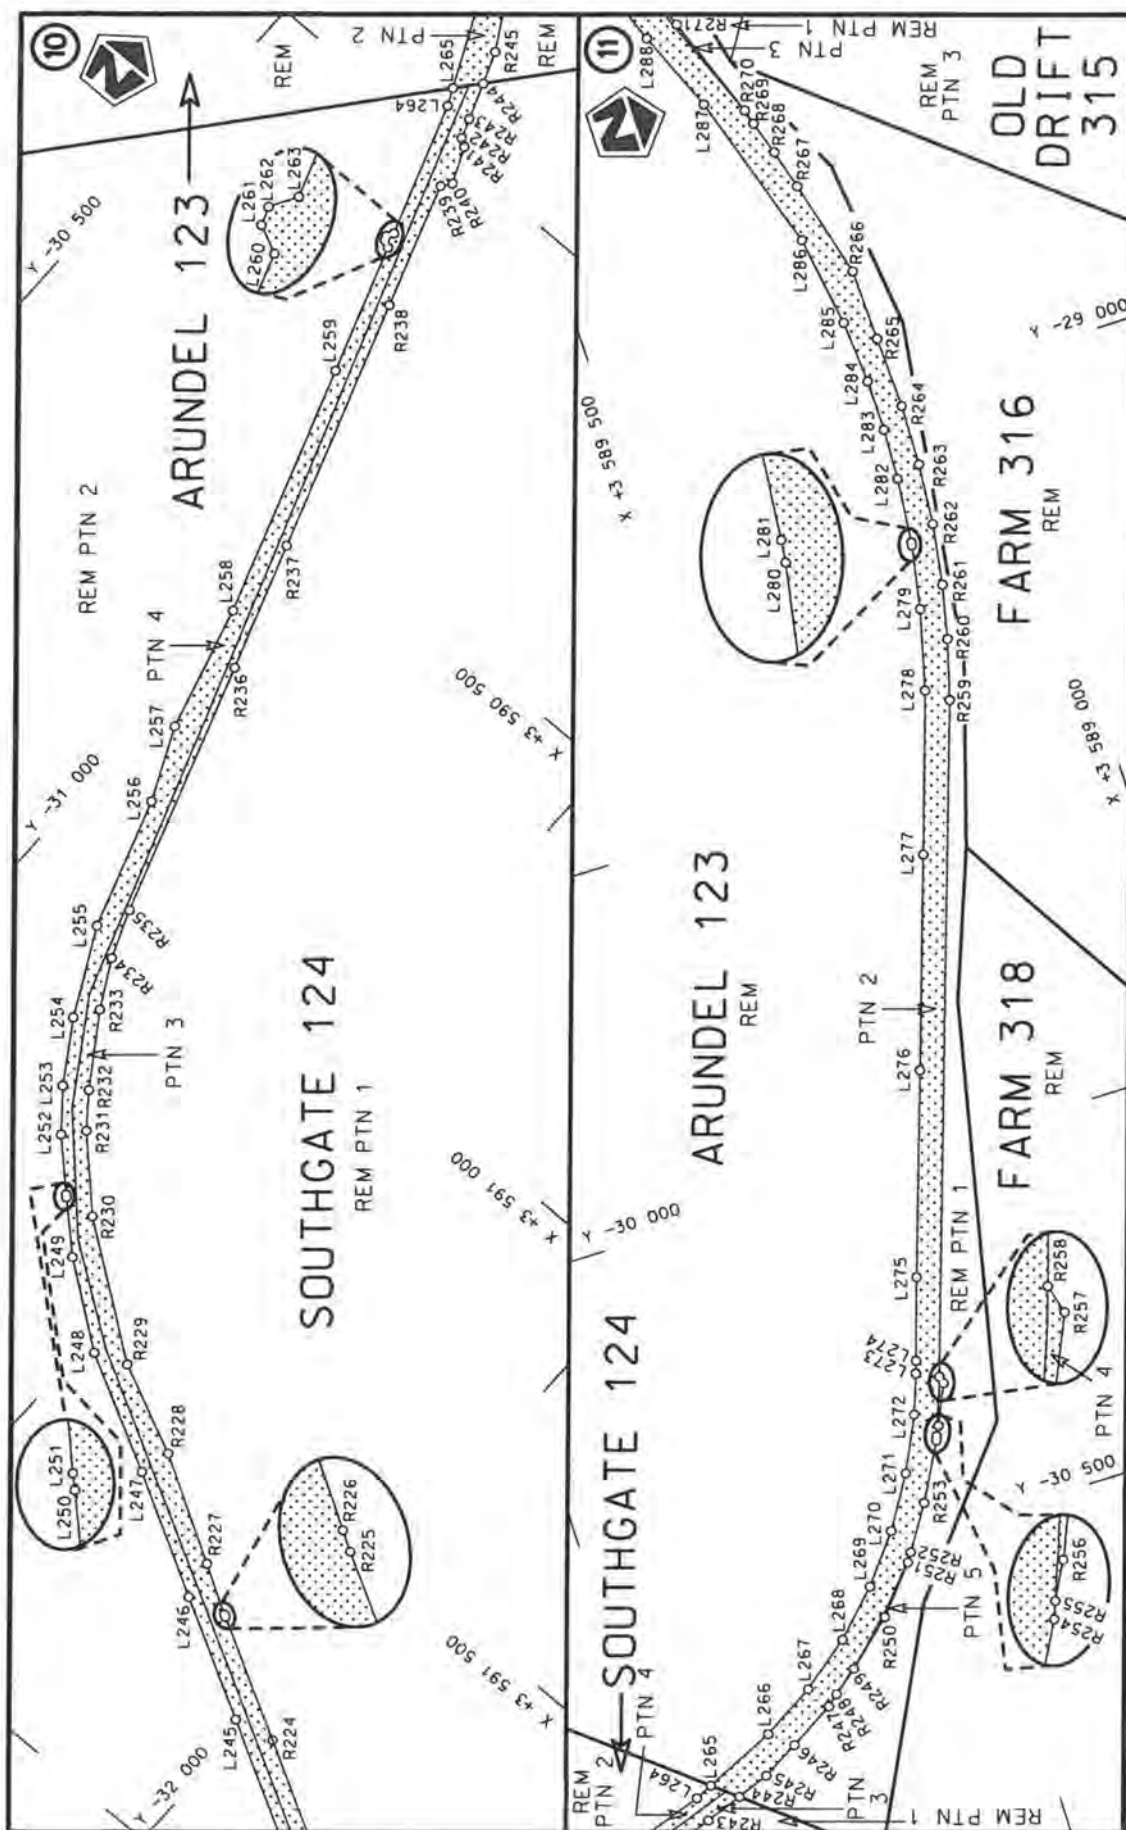 10
N
Y -30 500
ARUNDEL 123
REM
PTN 2
REM
R245
L265
L264
R244
R243
R242
R241
R240
R239
L263
L262
L261
L260
R238
L259
REM PTN 2
R237
L258
PTN 4
R236
L257
L256
Y -31 000
X +3 590 500
R235
L255
R234
R233
L254
PTN 3
L253
R232
L252
R231
SOUTHGATE 124
REM PTN 1
R230
L249
X +3 591 000
L248
R229
R228
L251
L250
L247
R226
R225
R227
L246
L245
R224
X +3 591 500
Y -32 000
11
N
L288
R271
REM PTN 1
PTN 3
L287
R270
R269
R268
R267
REM
PTN 3
OLD
DRIFT
315
L286
R266
L285
R265
Y -29 000
L284
R264
X +3 589 500
L283
R263
L282
R262
L281
L280
FARM 316
REM
R261
L279
R260
L278
R259
X +3 589 000
ARUNDEL 123
REM
L277
PTN 2
L276
FARM 318
REM
REM PTN 1
Y -30 000
L275
L274
L273
R258
R257
PTN 4
L272
SOUTHGATE 124
L271
R253
Y -30 500
L270
R252
R251
R256
R255
R254
L269
PTN 5
L268
R250
L267
R249
R248
R247
L266
R246
R245
L265
R244
L264
PTN 4
REM
PTN 2
PTN
3
R243
REM PTN 1